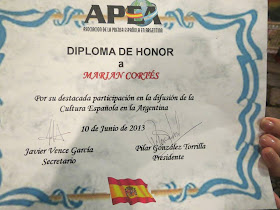 APEA
ASOCIACION DE LA PRENSA ESPAÑOLA EN ARGENTINA
DIPLOMA DE HONOR
a
MARIAN CORTÉS
Por su destacada participación en la difusión de la
Cultura Española en la Argentina
10 de Junio de 2013
Javier Vence García
Secretario
Pilar González Torrilla
Presidente